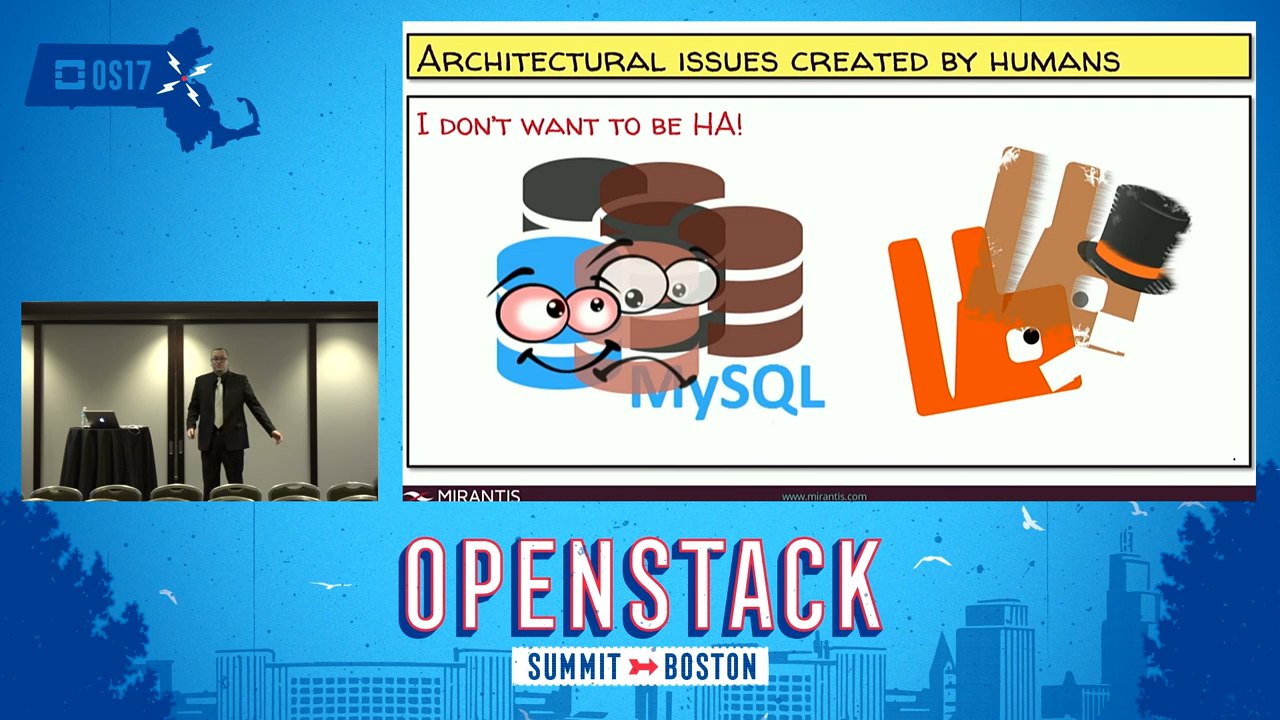 OS17
ARCHITECTURAL ISSUES CREATED BY HUMANS
I DON'T WANT TO BE HA!
MySQL
MIRANTIS
www.mirantis.com
OPENSTACK
SUMMIT BOSTON